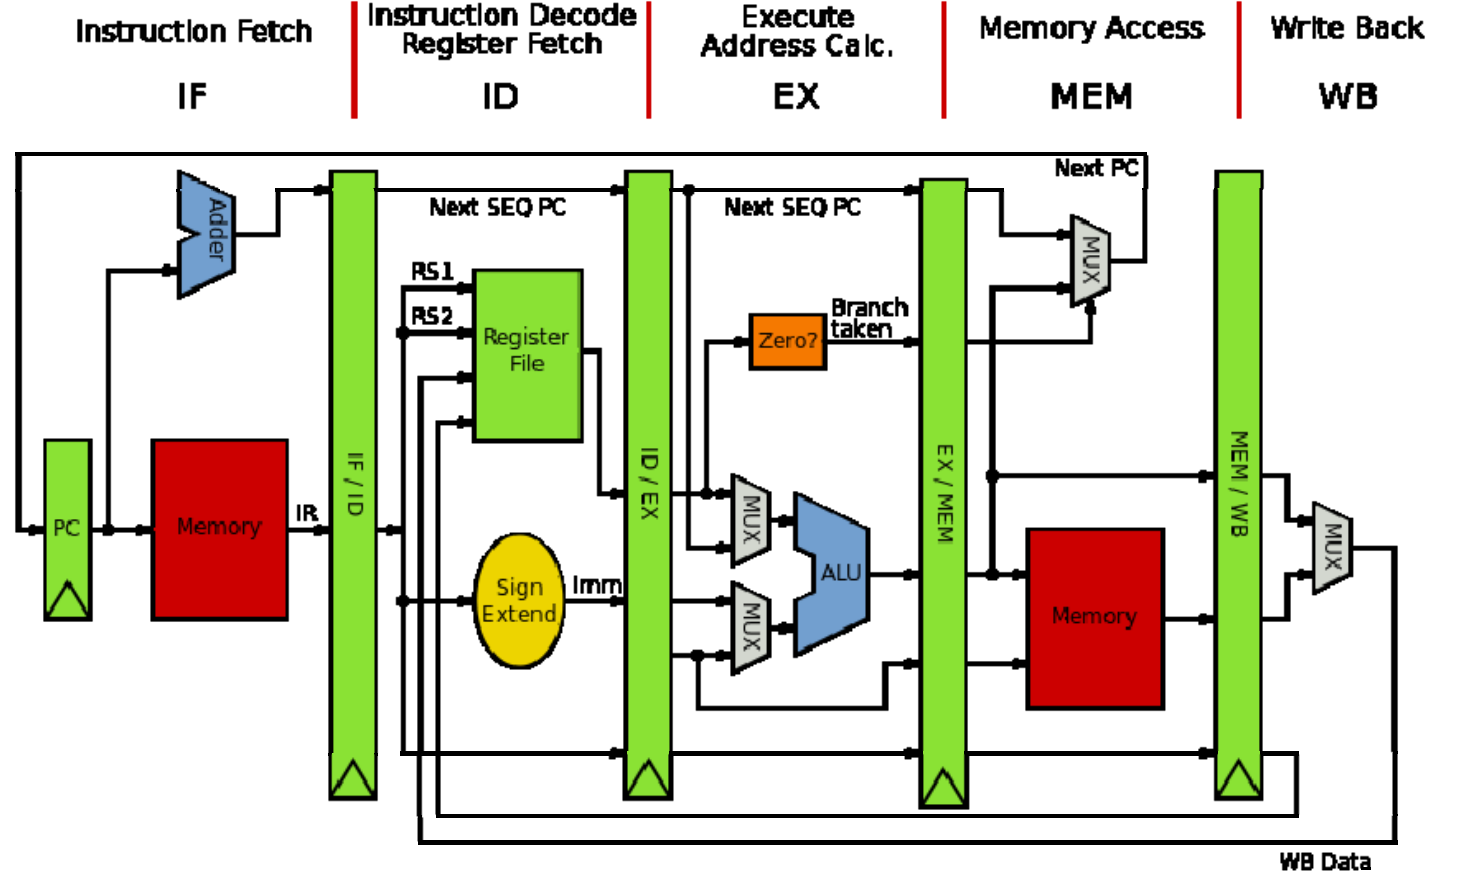 Instruction Fetch
IF
Instruction Decode
Register Fetch
ID
Execute
Address Calc.
EX
Memory Access
MEM
Write Back
WB
Next PC
Adder
Next SEQ PC
Next SEQ PC
MUX
RS1
RS2
Register
File
Zero?
Branch
taken
IF / ID
ID / EX
EX / MEM
MEM / WB
PC
Memory
IR
Sign
Extend
Imm
MUX
MUX
ALU
Memory
MUX
WB Data